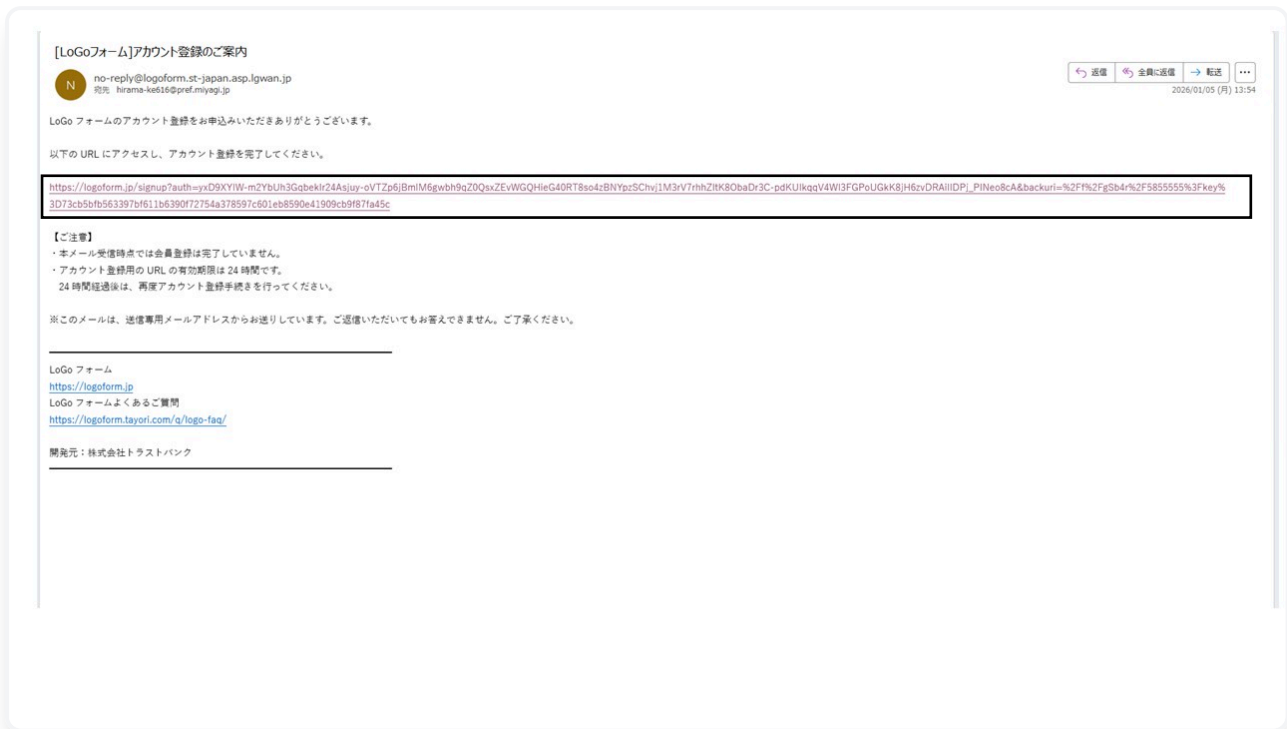 [LoGoフォーム]アカウント登録のご案内
N
no-reply@logoform.st-japan.asp.lgwan.jp
宛先 hirama-ke616@pref.miyagi.jp
返信 全員に返信 転送 …
2026/01/05 (月) 13:54
LoGo フォームのアカウント登録をお申込みいただきありがとうございます。
以下の URL にアクセスし、アカウント登録を完了してください。
https://logoform.jp/signup?auth=yxD9XYIW-m2YbUh3Gqbeklr24Asjuy-oVTZp6jBmlM6gwbh9qZ0QsxZEvWGQHieG40RT8so4zBNYpzSChvj1M3rV7rhhZItK8ObaDr3C-pdKUIkqqV4WI3FGPoUGkK8jH6zvDRAiIIDPj_PINeo8cA&backuri=%2Ff%2FgSb4r%2F5855555%3Fkey%
3D73cb5bfb563397bf611b6390f72754a378597c601eb8590e41909cb9f87fa45c
【ご注意】
・本メール受信時点では会員登録は完了していません。
・アカウント登録用の URL の有効期限は 24 時間です。
24 時間経過後は、再度アカウント登録手続きを行ってください。
※このメールは、送信専用メールアドレスからお送りしています。ご返信いただいてもお答えできません。ご了承ください。
LoGo フォーム
https://logoform.jp
LoGo フォームよくあるご質問
https://logoform.tayori.com/q/logo-faq/
開発元：株式会社トラストバンク